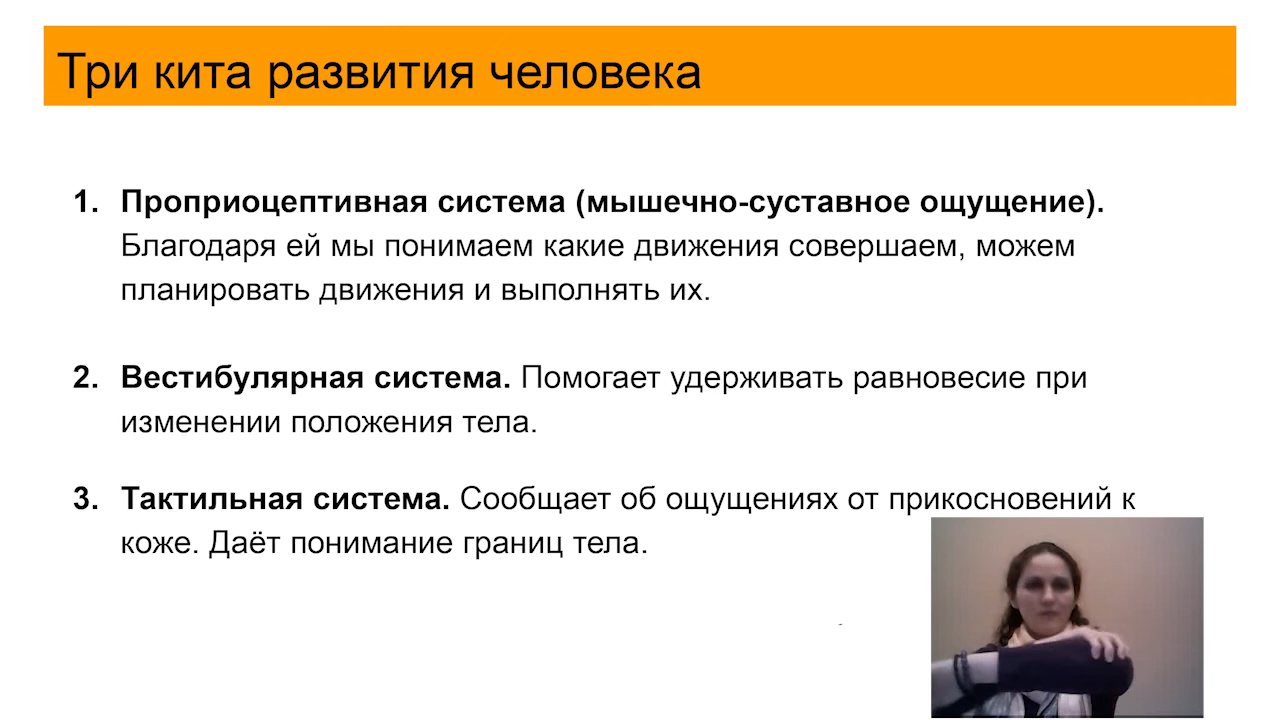 Три кита развития человека
1. Проприоцептивная система (мышечно-суставное ощущение).
Благодаря ей мы понимаем какие движения совершаем, можем
планировать движения и выполнять их.
2. Вестибулярная система. Помогает удерживать равновесие при
изменении положения тела.
3. Тактильная система. Сообщает об ощущениях от прикосновений к
коже. Даёт понимание границ тела.